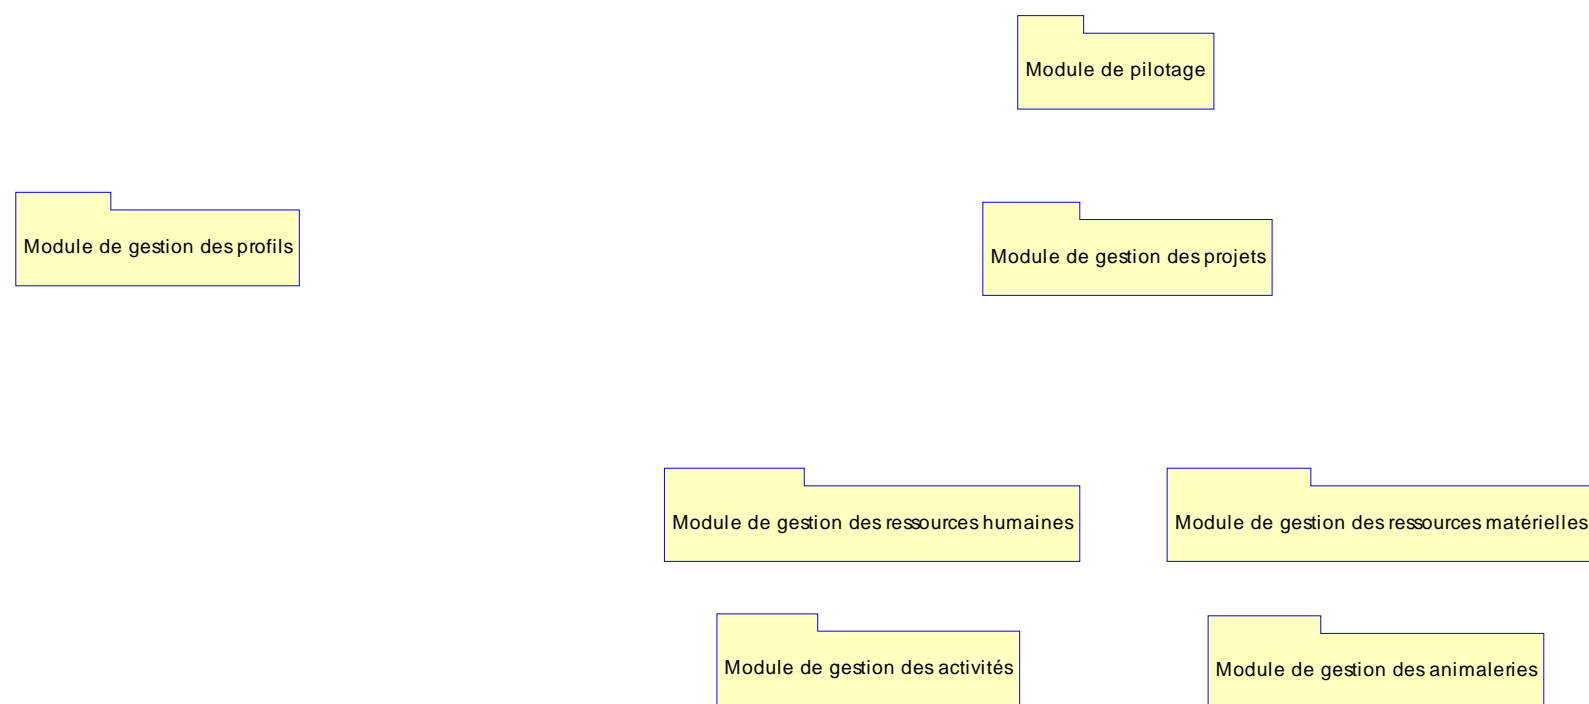 Module de pilotage
Module de gestion des profils
Module de gestion des projets
Module de gestion des ressources humaines
Module de gestion des ressources matérielles
Module de gestion des activités
Module de gestion des animaleries